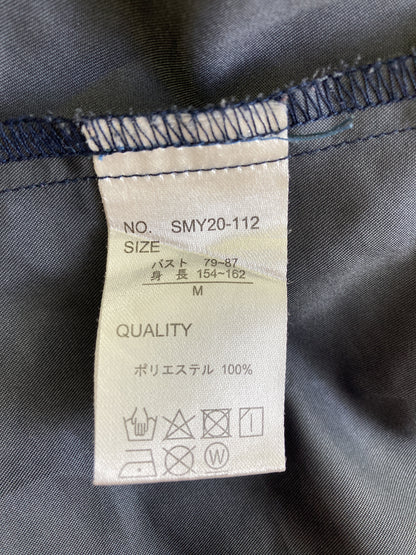 NO. SMY20-112
SIZE
バスト 79~87
身 長 154~162
M
QUALITY
ポリエステル 100%
W